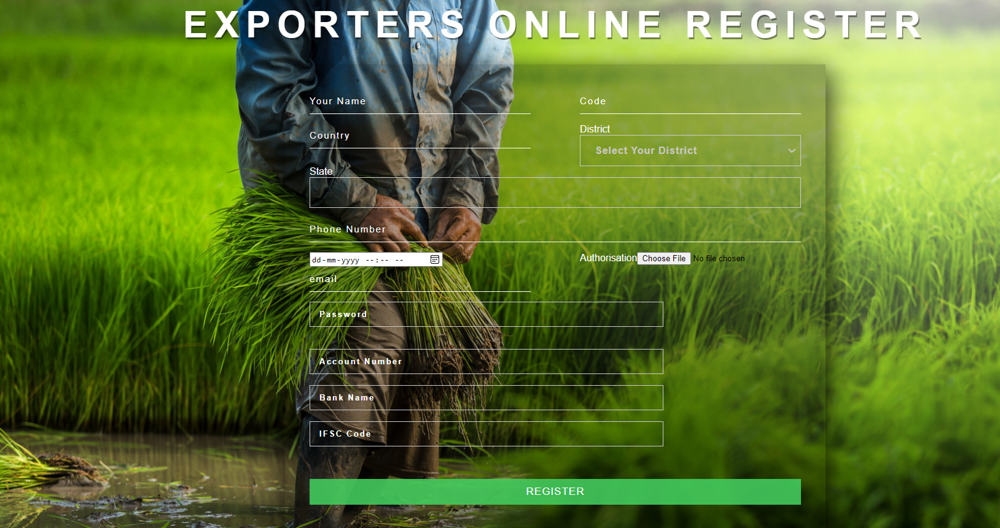 EXPORTERS ONLINE REGISTER
Your Name
Code
Country
District
Select Your District
State
Phone Number
dd-mm-yyyy --:-- --
Authorisation Choose File No file chosen
email
Password
Account Number
Bank Name
IFSC Code
REGISTER